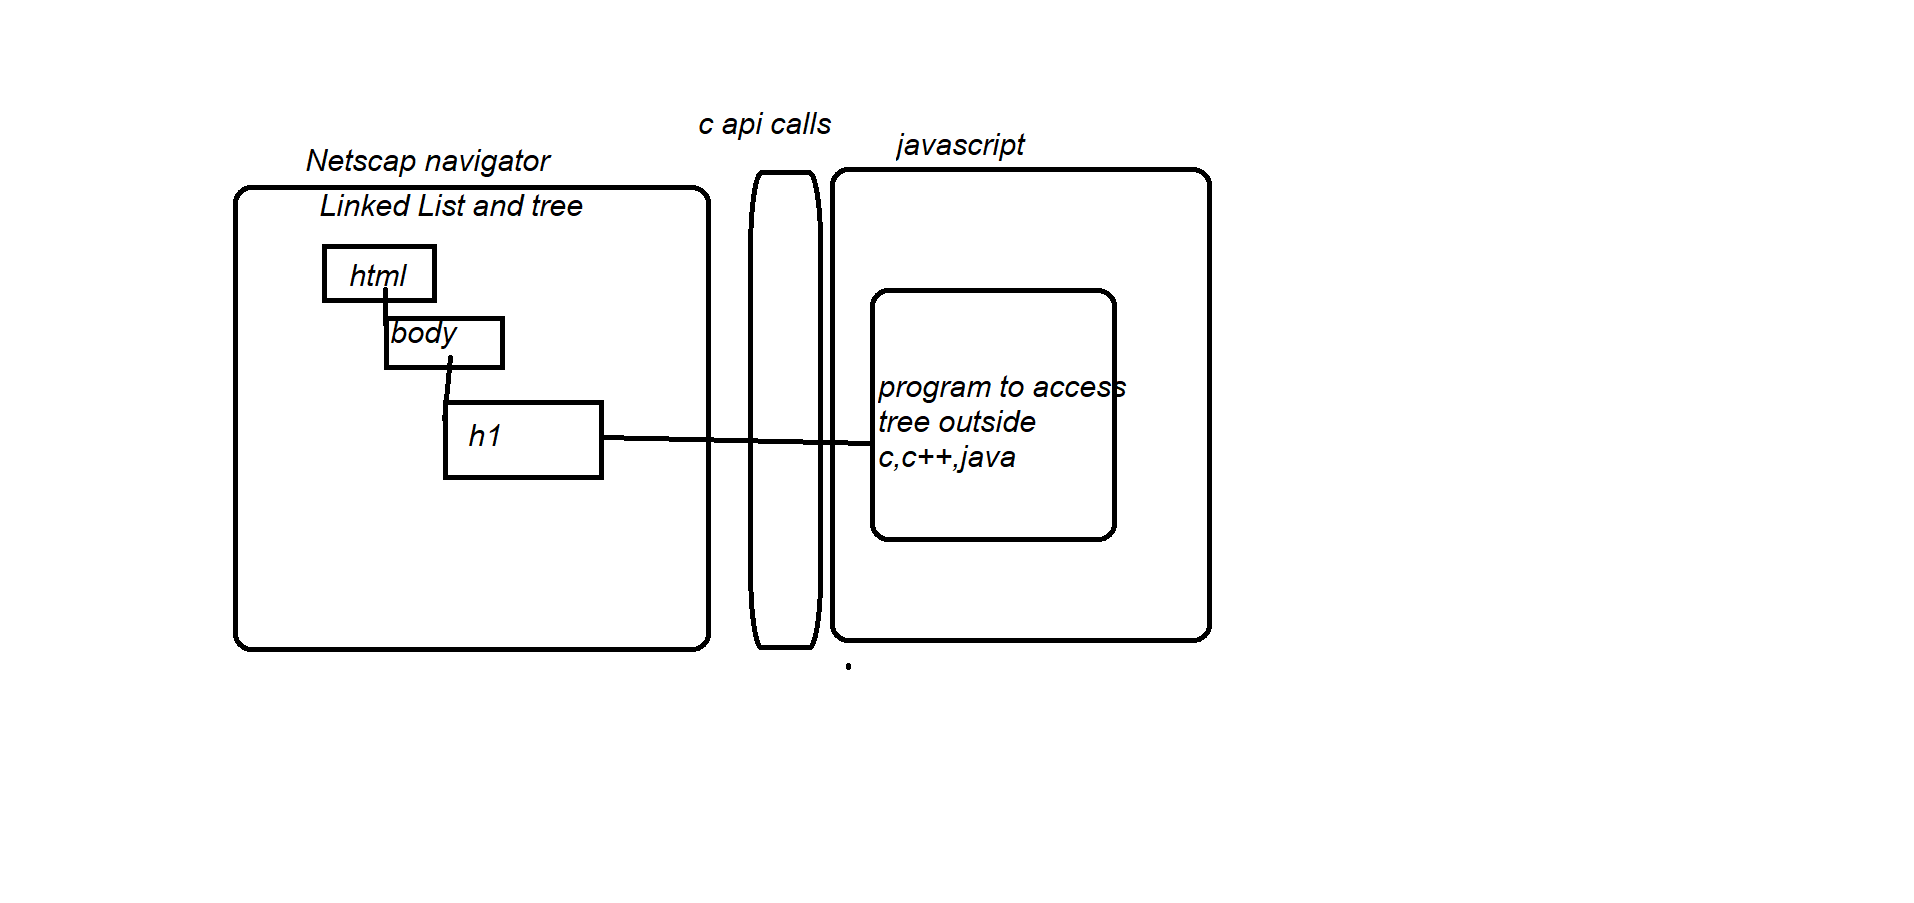 c api calls
javascript
Netscap navigator
Linked List and tree
html
body
h1
program to access
tree outside
c,c++,java